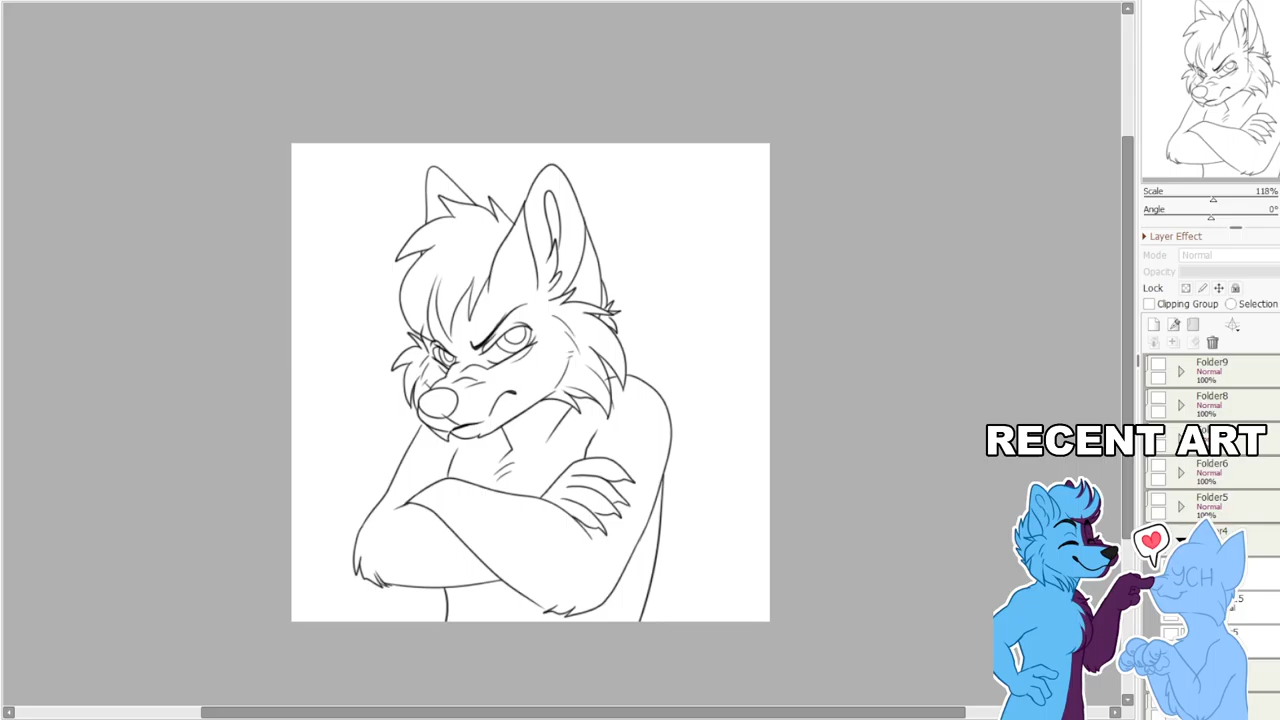 Scale 118%
Angle 0°
Layer Effect
Mode Normal
Opacity
Lock
Clipping Group Selection
Folder9
Normal
100%
Folder8
Normal
100%
RECENT ART
Folder6
Normal
100%
Folder5
Normal
100%
YCH